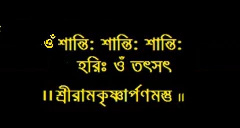 ওঁ শান্তি: শান্তি: শান্তি:
হরিঃ ওঁ তৎসৎ
।। শ্রীরামকৃষ্ণার্পণমস্তু ॥